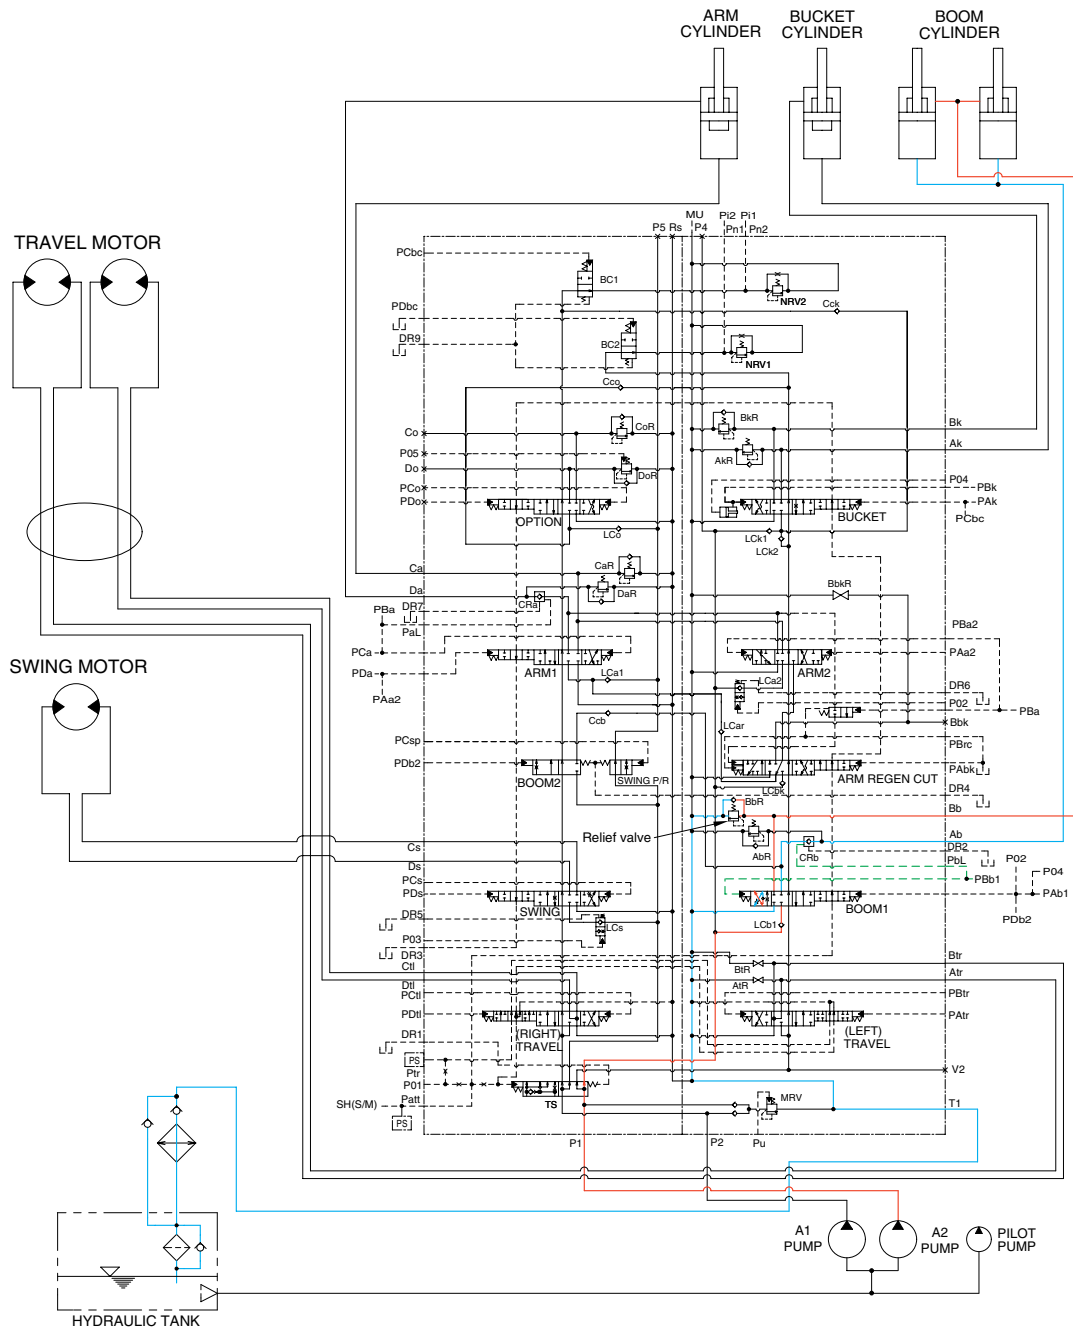 ARM
CYLINDER
BUCKET
CYLINDER
BOOM
CYLINDER
TRAVEL MOTOR
SWING MOTOR
P5 Rs
MU
P4
Pi2 Pi1
Pn1 Pn2
PCbc
BC1
NRV2
Cck
PDbc
DR9
BC2
NRV1
Cco
Co
CoR
BkR
Bk
Ak
P05
Do
DoR
AkR
PCo
PDo
OPTION
LCo
P04
PBk
PAk
PCbc
BUCKET
LCk1
LCk2
Ca
CaR
Da
DaR
CRa
BbkR
PBa
DR7
PaL
PCa
PDa
PAa2
ARM1
LCa1
PBa2
PAa2
ARM2
LCa2
DR6
P02
PBa
Ccb
LCar
Bbk
PCsp
PDb2
BOOM2
SWING P/R
PBrc
PAbk
ARM REGEN CUT
LCbk
DR4
BbR
Bb
Relief valve
AbR
Ab
CRb
DR2
PbL
P02
P04
PBb1
PAb1
PDb2
Cs
Ds
PCs
PDs
SWING
BOOM1
LCb1
DR5
LCs
P03
DR3
Ctl
Btr
BtR
Atr
AtR
Dtl
PCtl
PDtl
(RIGHT)
TRAVEL
(LEFT)
TRAVEL
PBtr
PAtr
DR1
PS
Ptr
P01
Patt
SH(S/M)
PS
TS
V2
MRV
T1
P1
P2
Pu
A1
PUMP
A2
PUMP
PILOT
PUMP
HYDRAULIC TANK